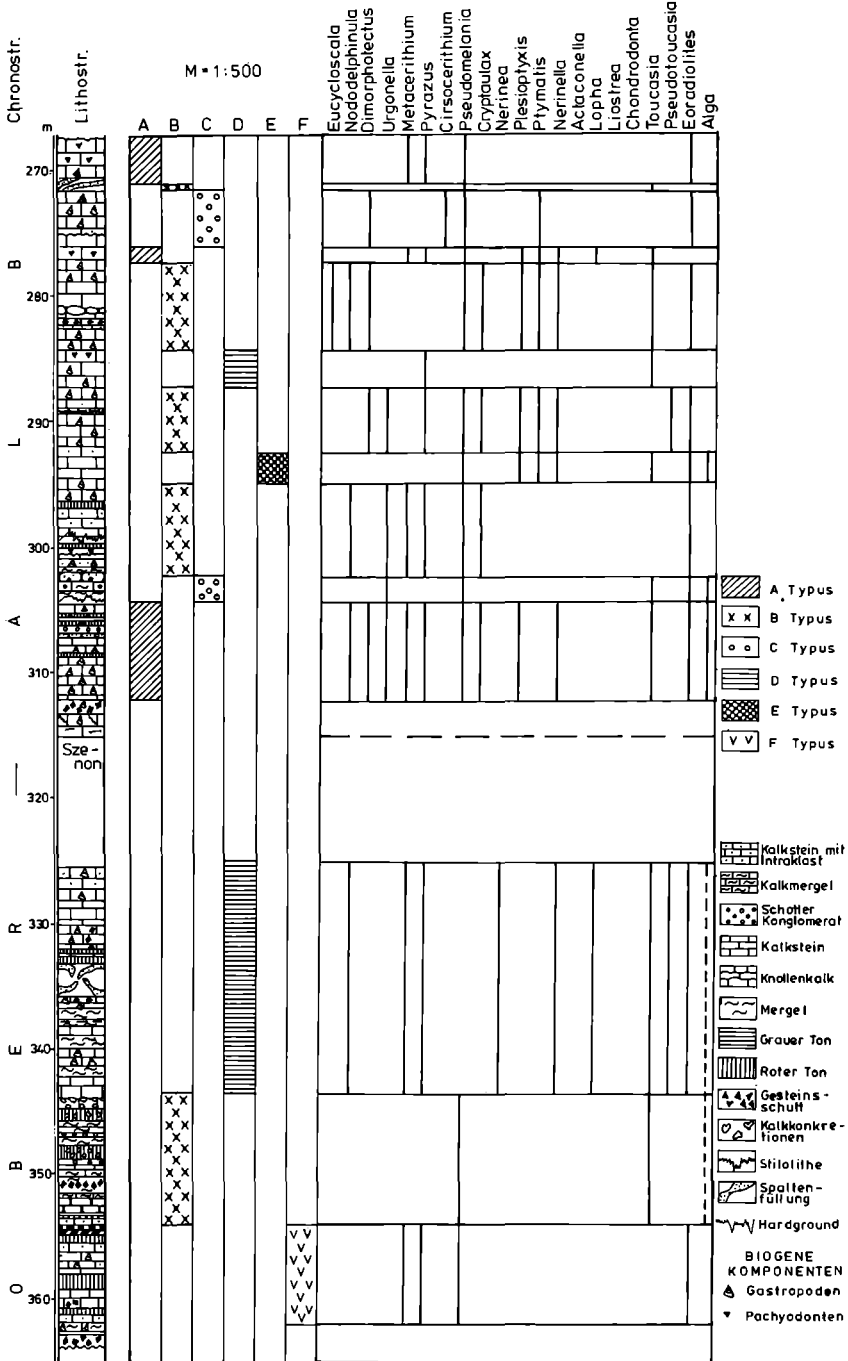 Chronostr.
Lithostr.
M = 1:500
m
A B C D E F
Eucycloscala
Nododelphinula
Dimorphotectus
Urgonella
Metacerithium
Pyrazus
Cirsocerithium
Pseudomelania
Cryptaulax
Nerinea
Plesioptyxis
Ptymatis
Nerinella
Actaeonella
Lopha
Liostrea
Chondrodonta
Toucasia
Pseudotoucasia
Eoradiolites
Alga
270
280
290
300
310
320
330
340
350
360
OBER — ALB
Sze-
non
A Typus
B Typus
C Typus
D Typus
E Typus
F Typus
Kalkstein mit
Intraklast
Kalkmergel
Schotter
Konglomerat
Kalkstein
Knollenkalk
Mergel
Grauer Ton
Roter Ton
Gesteins-
schutt
Kalkkonkre-
tionen
Stilolithe
Spalten-
füllung
Hardground
BIOGENE
KOMPONENTEN
Gastropoden
Pachyodonten